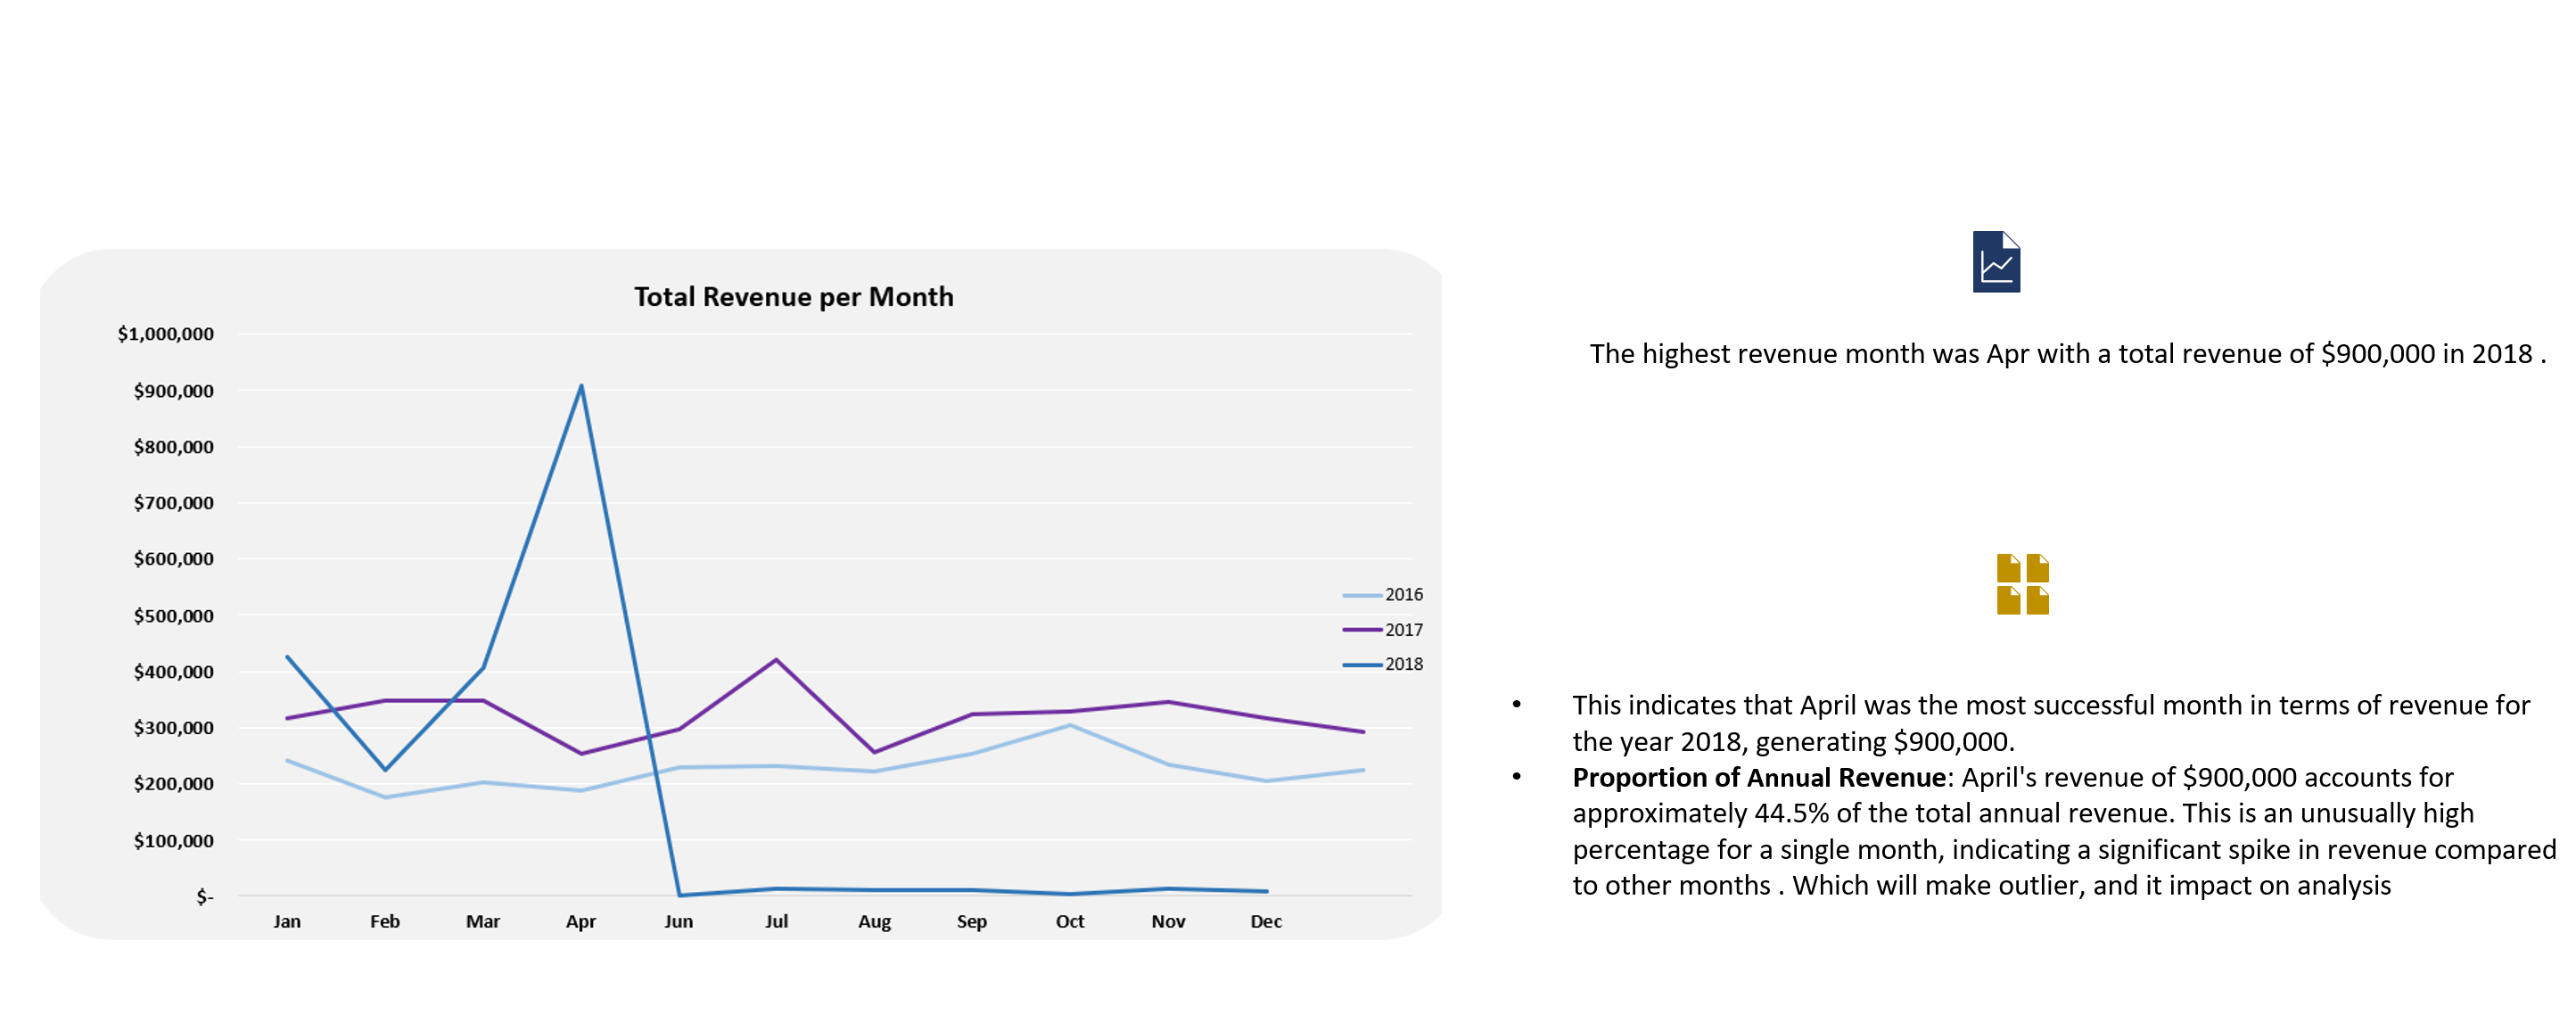 Total Revenue per Month
$1,000,000
$900,000
$800,000
$700,000
$600,000
$500,000
$400,000
$300,000
$200,000
$100,000
$-
Jan Feb Mar Apr Jun Jul Aug Sep Oct Nov Dec
2016
2017
2018
The highest revenue month was Apr with a total revenue of $900,000 in 2018 .
• This indicates that April was the most successful month in terms of revenue for
the year 2018, generating $900,000.
• Proportion of Annual Revenue: April's revenue of $900,000 accounts for
approximately 44.5% of the total annual revenue. This is an unusually high
percentage for a single month, indicating a significant spike in revenue compared
to other months . Which will make outlier, and it impact on analysis